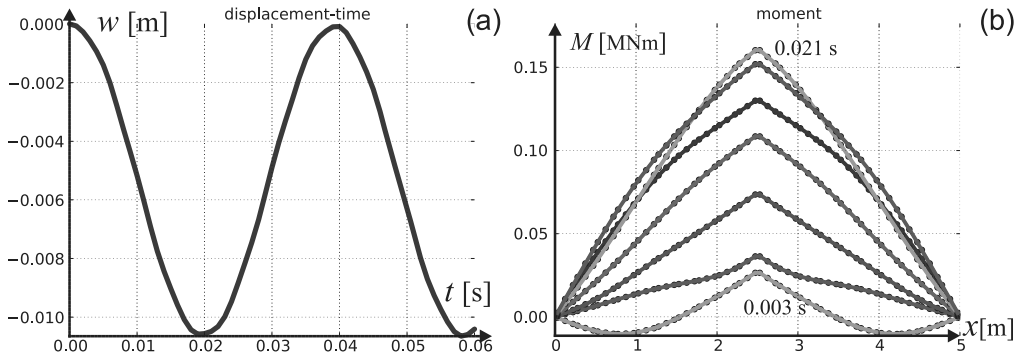 displacement-time
(a)
w [m]
0.000
−0.002
−0.004
−0.006
−0.008
−0.010
0.00 0.01 0.02 0.03 0.04 0.05 0.06
t [s]
moment
(b)
M [MNm]
0.021 s
0.15
0.10
0.05
0.00
0.003 s
0 1 2 3 4 5
x[m]